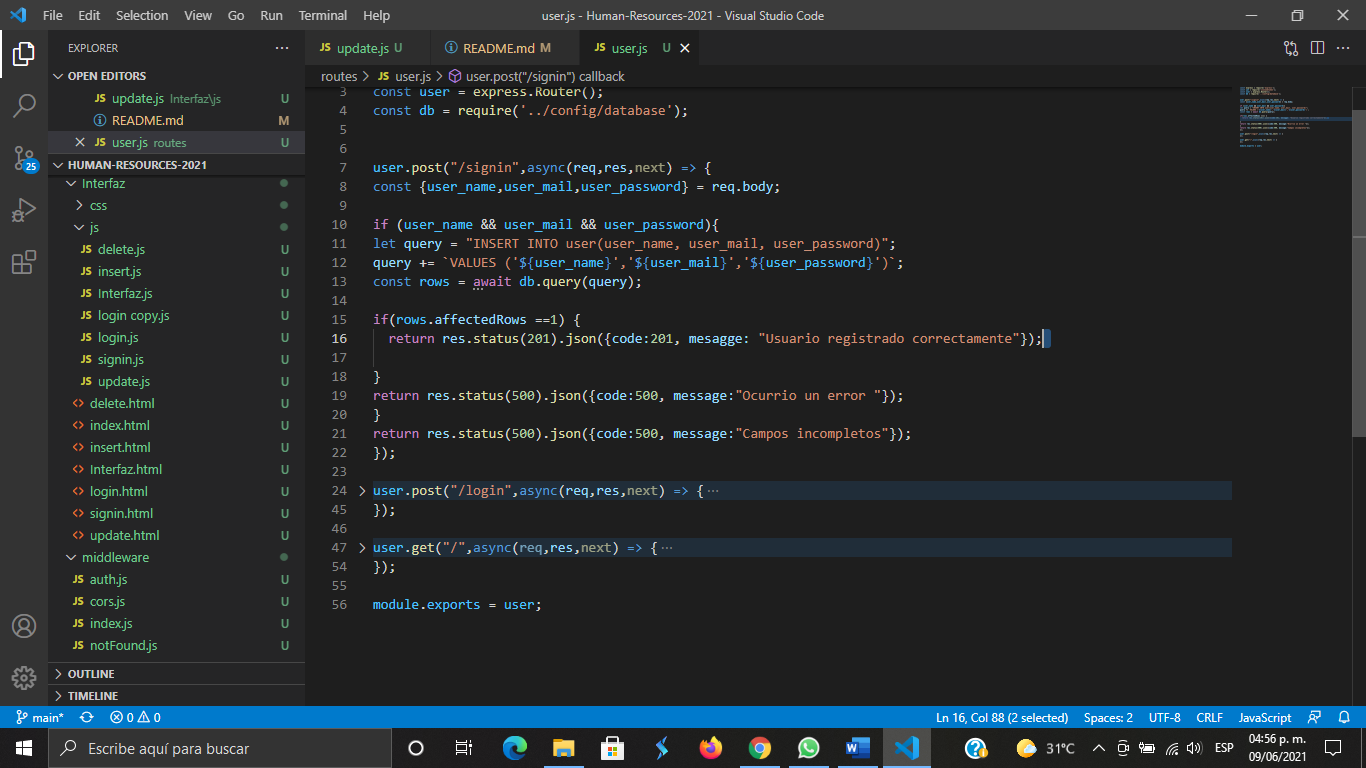 File Edit Selection View Go Run Terminal Help
user.js - Human-Resources-2021 - Visual Studio Code
EXPLORER
OPEN EDITORS
JS update.js Interfaz\js U
README.md M
JS user.js routes U
HUMAN-RESOURCES-2021
Interfaz
css
js
JS delete.js U
JS insert.js U
JS Interfaz.js U
JS login copy.js U
JS login.js U
JS signin.js U
JS update.js U
delete.html U
index.html U
insert.html U
Interfaz.html U
login.html U
signin.html U
update.html U
middleware
JS auth.js U
JS cors.js U
JS index.js U
JS notFound.js U
OUTLINE
TIMELINE
25
JS update.js U
README.md M
JS user.js U
routes > JS user.js > user.post("/signin") callback
3 const user = express.Router();
4 const db = require('../config/database');
5
6
7 user.post("/signin",async(req,res,next) => {
8 const {user_name,user_mail,user_password} = req.body;
9
10 if (user_name && user_mail && user_password){
11 let query = "INSERT INTO user(user_name, user_mail, user_password)";
12 query += `VALUES ('${user_name}','${user_mail}','${user_password}')`;
13 const rows = await db.query(query);
14
15 if(rows.affectedRows ==1) {
16 return res.status(201).json({code:201, mesagge: "Usuario registrado correctamente"});
17
18 }
19 return res.status(500).json({code:500, message:"Ocurrio un error "});
20 }
21 return res.status(500).json({code:500, message:"Campos incompletos"});
22 });
23
24 user.post("/login",async(req,res,next) => { ···
45 });
46
47 user.get("/",async(req,res,next) => { ···
54 });
55
56 module.exports = user;
main* 0 0
Ln 16, Col 88 (2 selected) Spaces: 2 UTF-8 CRLF JavaScript
Escribe aquí para buscar
31°C ESP
04:56 p. m.
09/06/2021